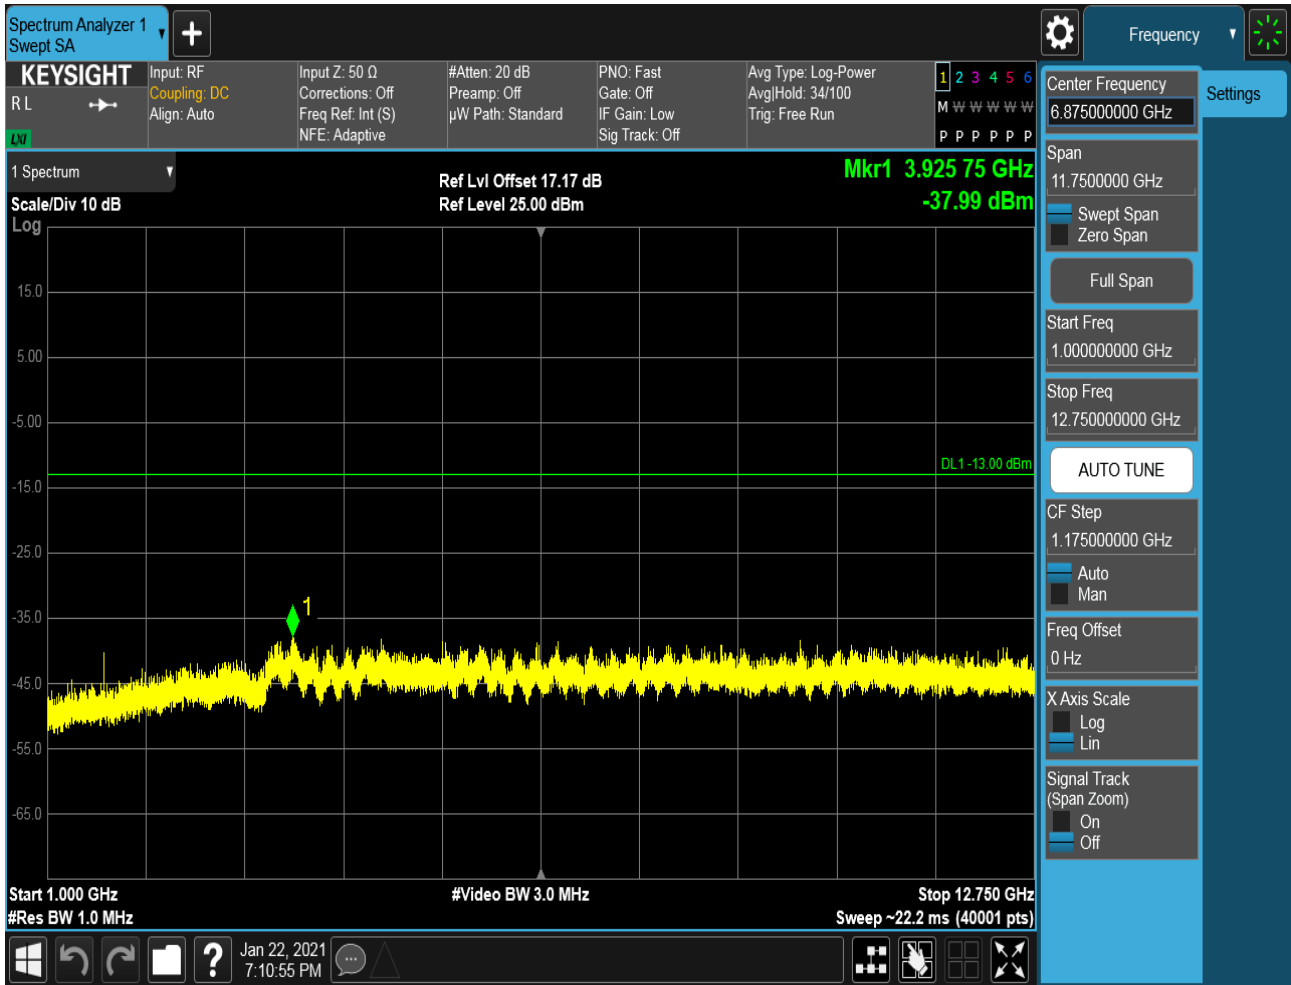 Spectrum Analyzer 1
Swept SA
+
Frequency
KEYSIGHT
R L
LXI
Input: RF
Coupling: DC
Align: Auto
Input Z: 50 Ω
Corrections: Off
Freq Ref: Int (S)
NFE: Adaptive
#Atten: 20 dB
Preamp: Off
µW Path: Standard
PNO: Fast
Gate: Off
IF Gain: Low
Sig Track: Off
Avg Type: Log-Power
Avg|Hold: 34/100
Trig: Free Run
1 2 3 4 5 6
M W W W W W
P P P P P P
1 Spectrum
Scale/Div 10 dB
Log
Ref Lvl Offset 17.17 dB
Ref Level 25.00 dBm
Mkr1 3.925 75 GHz
-37.99 dBm
15.0
5.00
-5.00
DL1 -13.00 dBm
-15.0
-25.0
1
-35.0
-45.0
-55.0
-65.0
Start 1.000 GHz
#Video BW 3.0 MHz
Stop 12.750 GHz
#Res BW 1.0 MHz
Sweep ~22.2 ms (40001 pts)
?
Jan 22, 2021
7:10:55 PM
Center Frequency
6.875000000 GHz
Settings
Span
11.7500000 GHz
Swept Span
Zero Span
Full Span
Start Freq
1.000000000 GHz
Stop Freq
12.750000000 GHz
AUTO TUNE
CF Step
1.175000000 GHz
Auto
Man
Freq Offset
0 Hz
X Axis Scale
Log
Lin
Signal Track
(Span Zoom)
On
Off